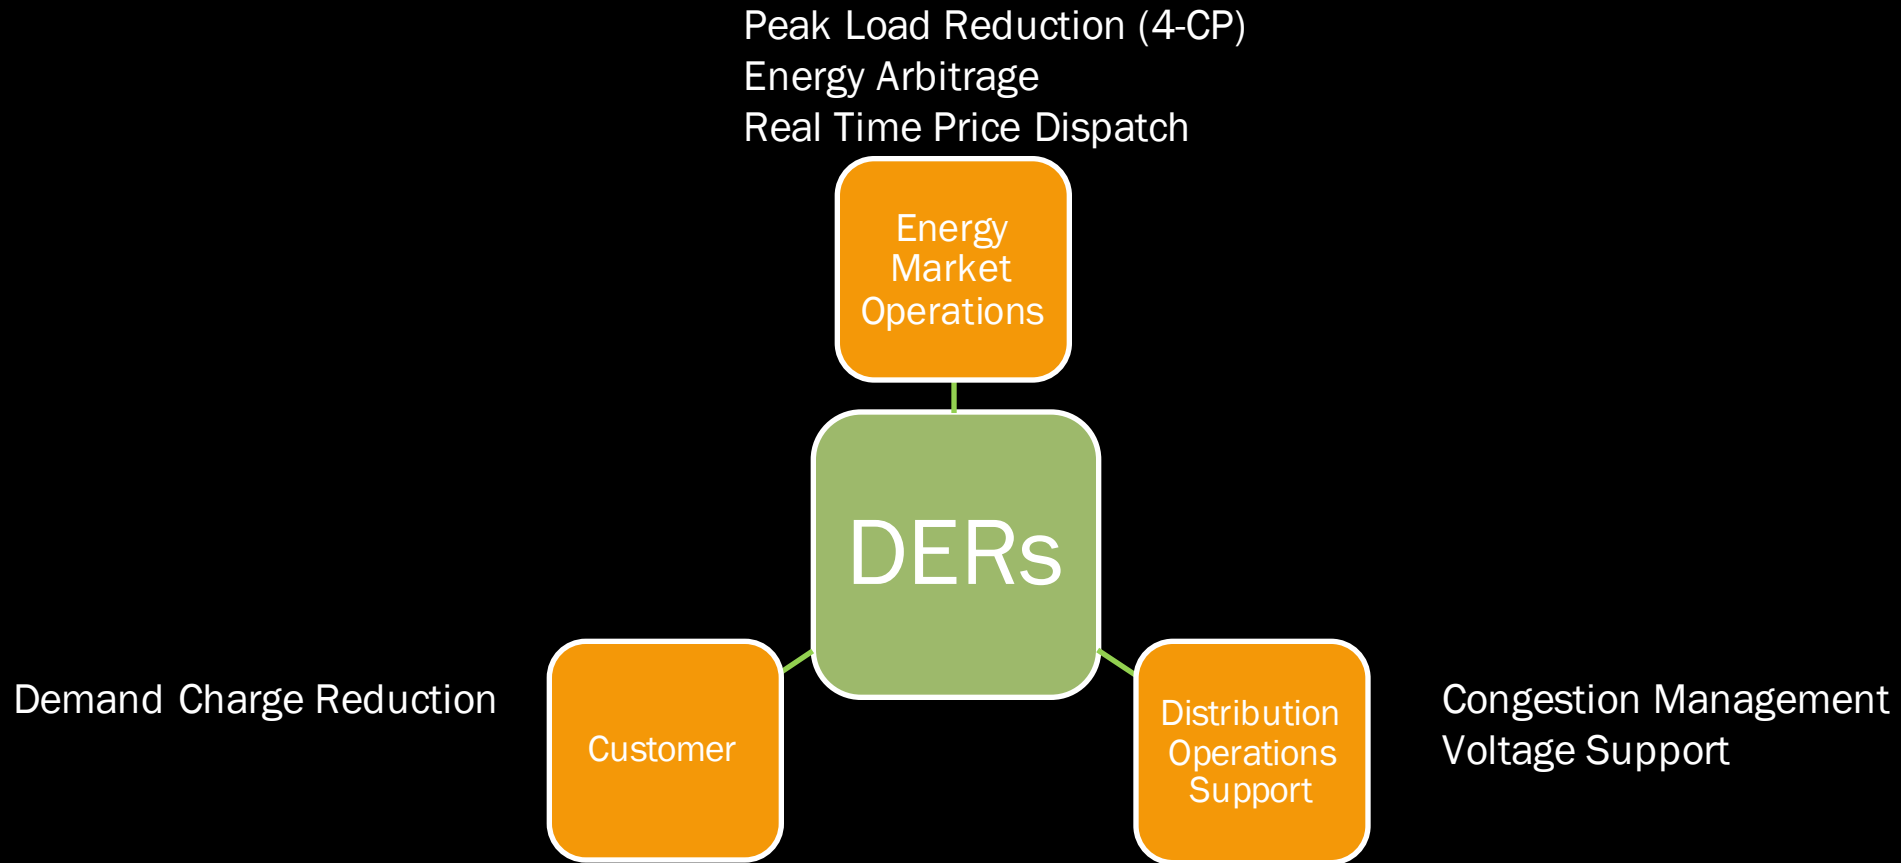 Peak Load Reduction (4-CP)
Energy Arbitrage
Real Time Price Dispatch
Energy
Market
Operations
DERs
Demand Charge Reduction
Customer
Distribution
Operations
Support
Congestion Management
Voltage Support